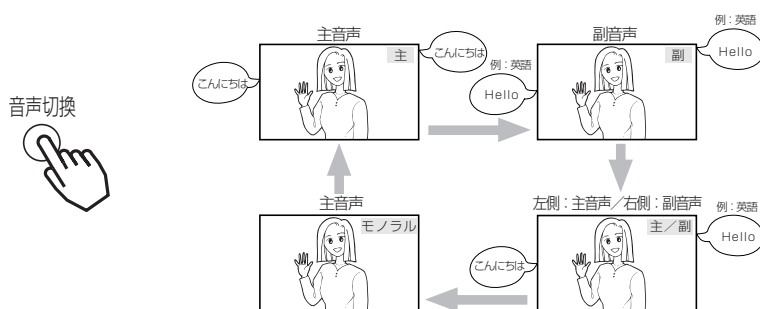 音声切換
主音声
主
こんにちは
こんにちは
副音声
副
例：英語
Hello
例：英語
Hello
主音声
モノラル
左側：主音声／右側：副音声
主／副
こんにちは
例：英語
Hello